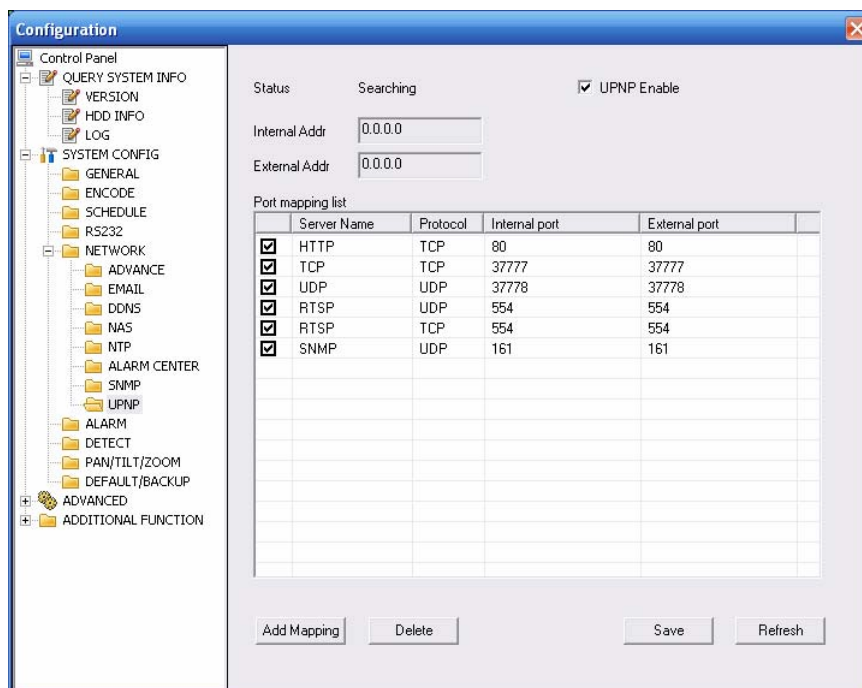 Configuration
Control Panel
QUERY SYSTEM INFO
VERSION
HDD INFO
LOG
SYSTEM CONFIG
GENERAL
ENCODE
SCHEDULE
RS232
NETWORK
ADVANCE
EMAIL
DDNS
NAS
NTP
ALARM CENTER
SNMP
UPNP
ALARM
DETECT
PAN/TILT/ZOOM
DEFAULT/BACKUP
ADVANCED
ADDITIONAL FUNCTION
Status Searching UPNP Enable
Internal Addr 0.0.0.0
External Addr 0.0.0.0
Port mapping list
Server Name Protocol Internal port External port
HTTP TCP 80 80
TCP TCP 37777 37777
UDP UDP 37778 37778
RTSP UDP 554 554
RTSP TCP 554 554
SNMP UDP 161 161
Add Mapping Delete Save Refresh